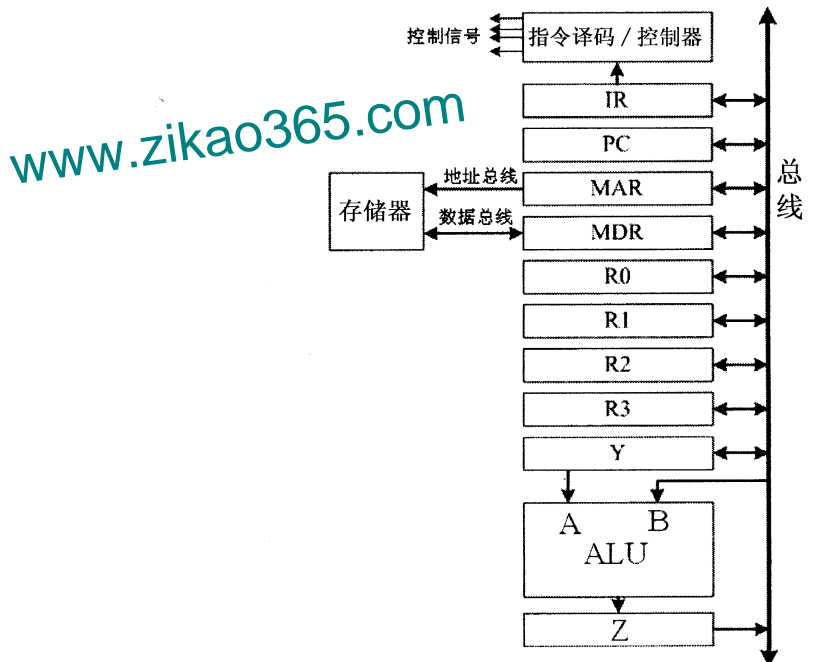 控制信号
指令译码 / 控制器
IR
PC
地址总线
MAR
存储器
数据总线
MDR
总线
R0
R1
R2
R3
Y
A
B
ALU
Z
www.zikao365.com